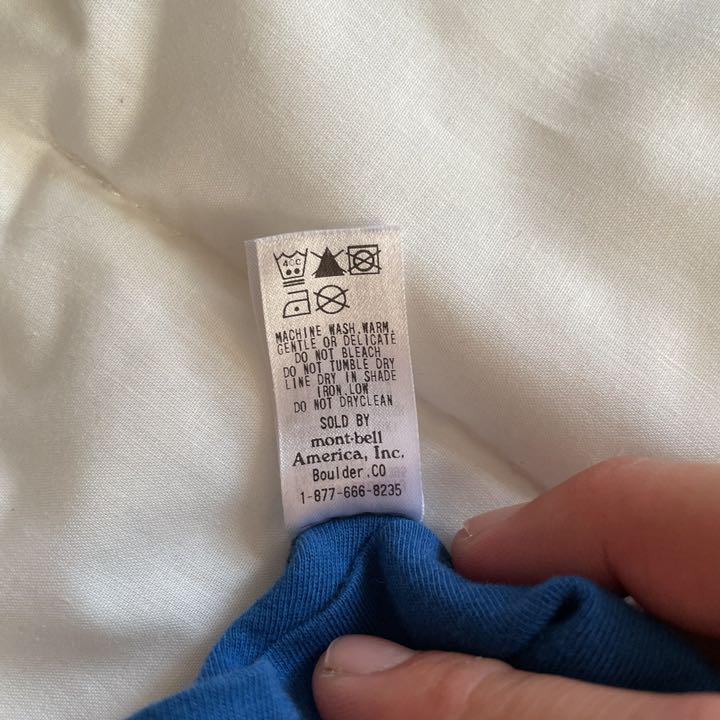 40C
MACHINE WASH.WARM.
GENTLE OR DELICATE
DO NOT BLEACH
DO NOT TUMBLE DRY
LINE DRY IN SHADE
IRON.LOW
DO NOT DRYCLEAN
SOLD BY
mont-bell
America, Inc.
Boulder.CO
1-877-666-8235